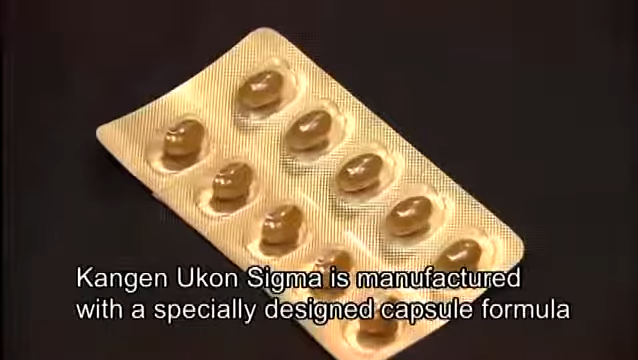 Kangen Ukon Sigma is manufactured
with a specially designed capsule formula